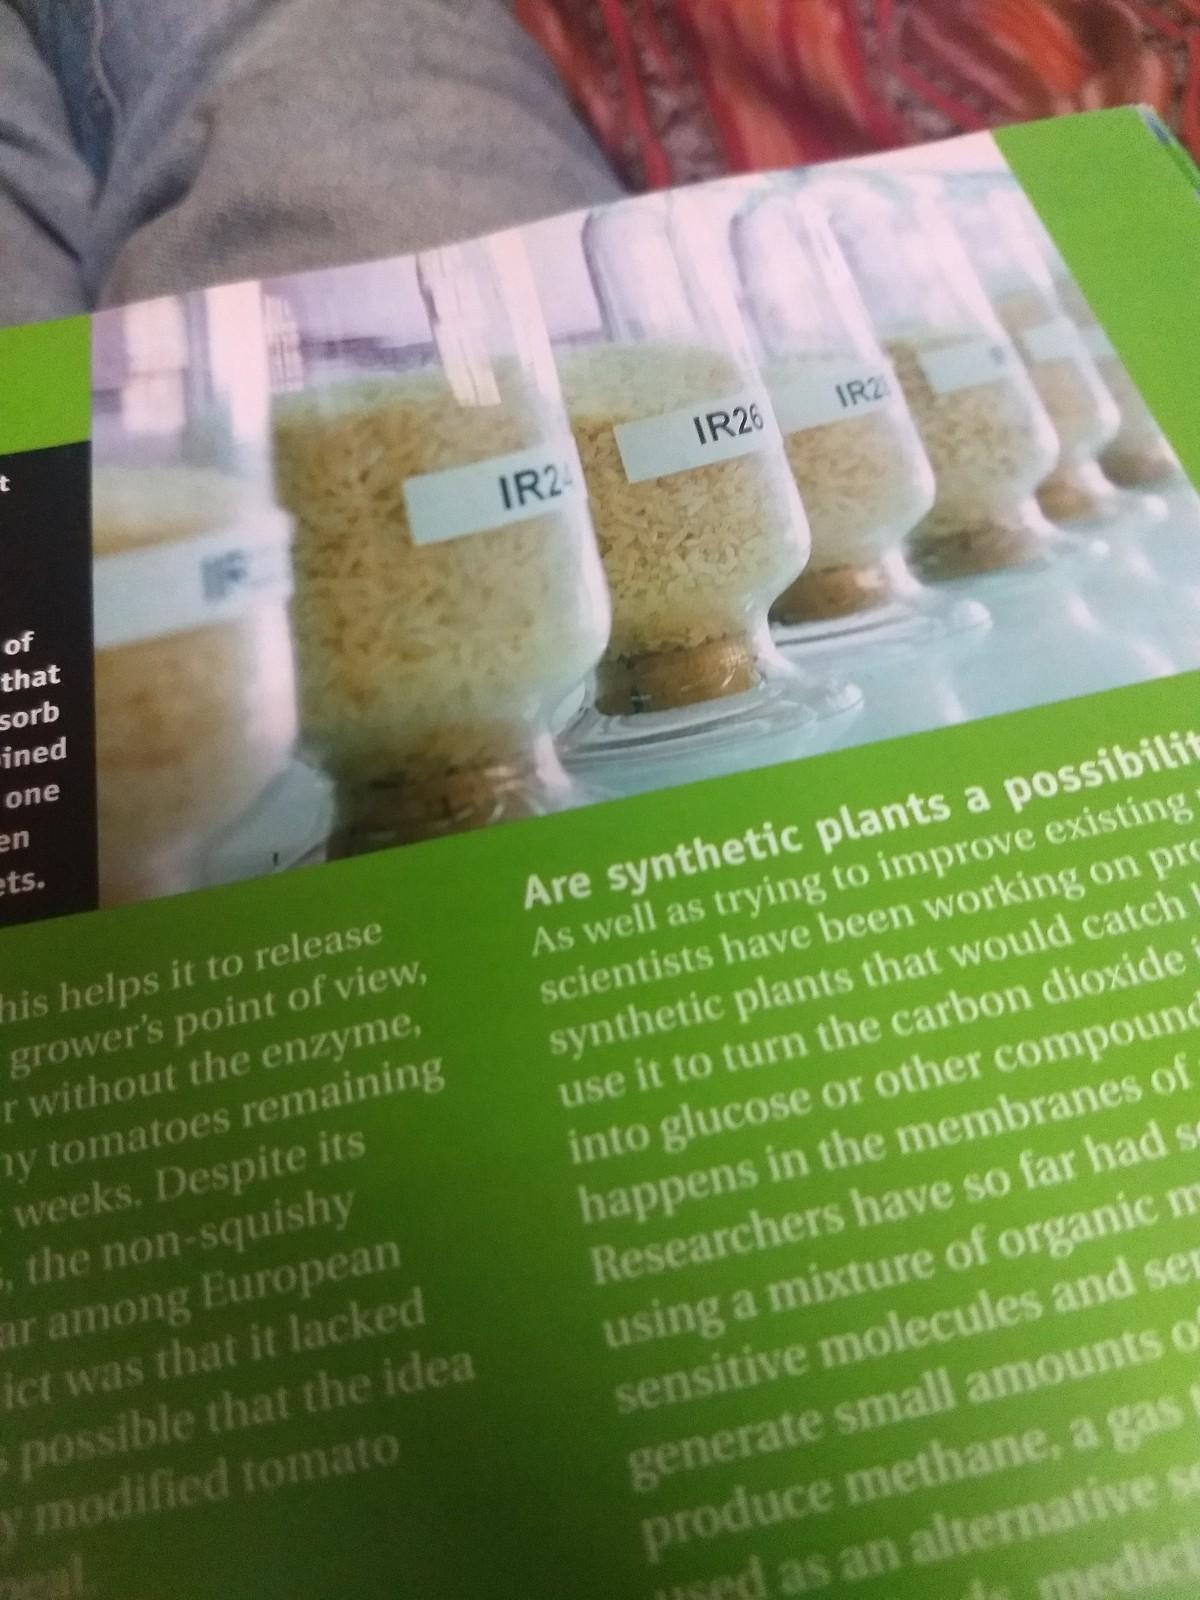 IR
IR24
IR26
IR2
t
of
that
sorb
ined
one
en
ets.
his helps it to release
grower's point of view,
r without the enzyme,
ny tomatoes remaining
weeks. Despite its
, the non-squishy
ar among European
ict was that it lacked
possible that the idea
y modified tomato
Are synthetic plants a possibilit
As well as trying to improve existing
scientists have been working on pro
synthetic plants that would catch
use it to turn the carbon dioxide i
into glucose or other compound
happens in the membranes of
Researchers have so far had s
using a mixture of organic m
sensitive molecules and se
generate small amounts o
produce methane, a gas
used as an alternative s